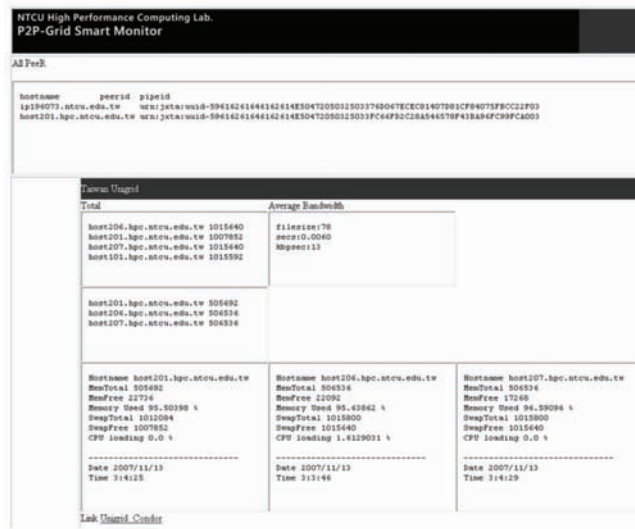 NTCU High Performance Computing Lab.
P2P-Grid Smart Monitor
All PeeR
hostname peerid pipeid
ip196073.ntcu.edu.tw
host201.hpc.ntcu.edu.tw
Taiwan Unigrid
Total Average Bandwidth
host206.hpc.ntcu.edu.tw 1015640
host201.hpc.ntcu.edu.tw 1007852
host207.hpc.ntcu.edu.tw 1015640
host101.hpc.ntcu.edu.tw 1015592
filesize:78
secs:0.0060
kbpsec:13
host201.hpc.ntcu.edu.tw 505692
host206.hpc.ntcu.edu.tw 506536
host207.hpc.ntcu.edu.tw 506536
Hostname host201.hpc.ntcu.edu.tw
MemTotal 505692
MemFree 22736
Memory Used 95.50398 %
SwapTotal 1012084
SwapFree 1007852
CPU loading 0.0 %
--------------------------------
Date 2007/11/13
Time 3:4:25
Hostname host206.hpc.ntcu.edu.tw
MemTotal 506536
MemFree 22092
Memory Used 95.63862 %
SwapTotal 1015800
SwapFree 1015640
CPU loading 1.6129031 %
--------------------------------
Date 2007/11/13
Time 3:3:46
Hostname host207.hpc.ntcu.edu.tw
MemTotal 506536
MemFree 17268
Memory Used 96.59096 %
SwapTotal 1015800
SwapFree 1015640
CPU loading 0.0 %
--------------------------------
Date 2007/11/13
Time 3:4:29
Link Unigrid Condor